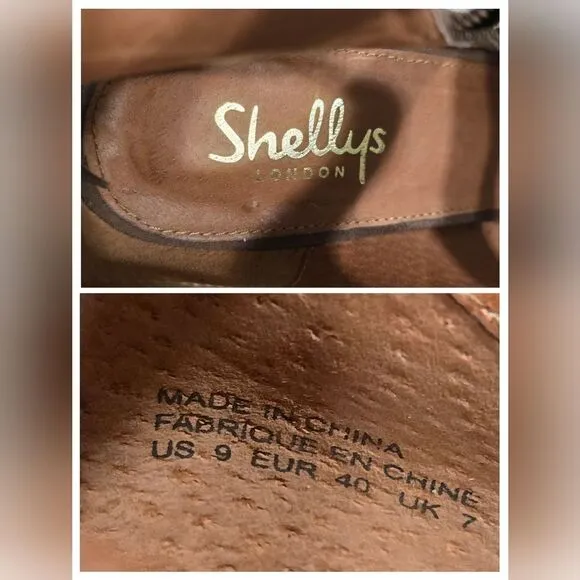 Shellys
LONDON
MADE IN CHINA
FABRIQUE EN CHINE
US 9 EUR 40 UK 7